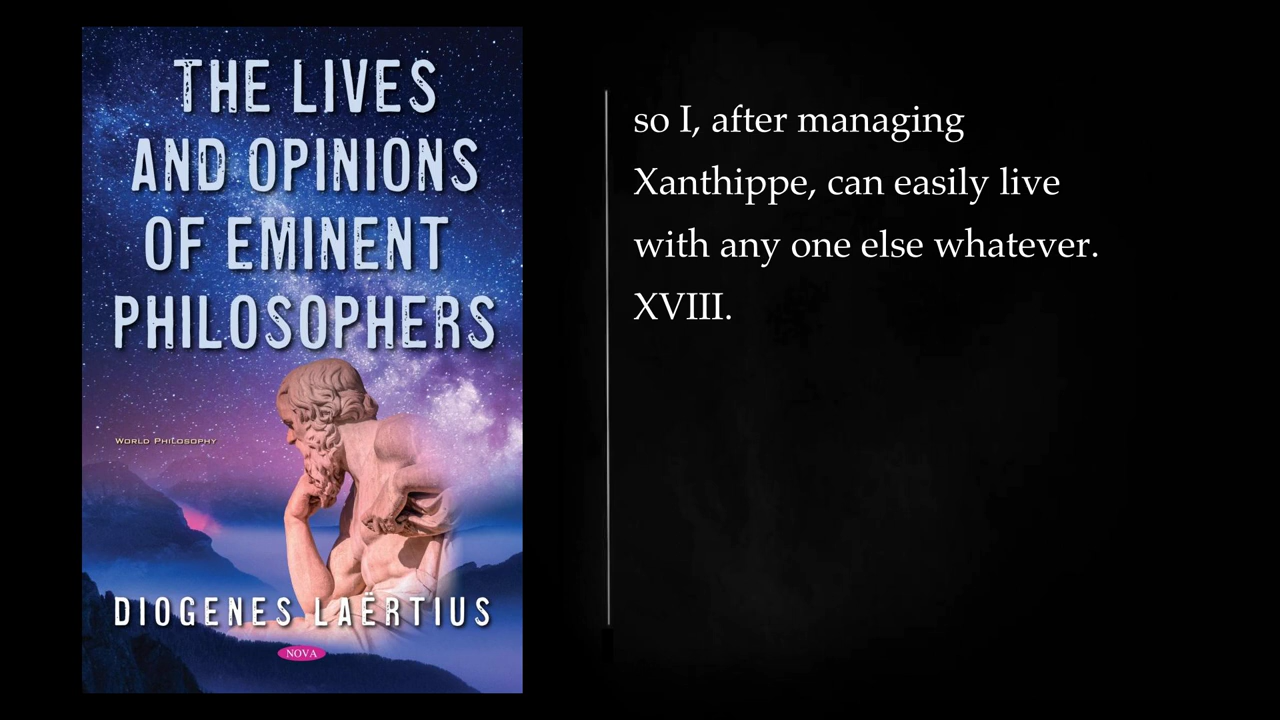 THE LIVES
AND OPINIONS
OF EMINENT
PHILOSOPHERS
WORLD PHILOSOPHY
DIOGENES LAËRTIUS
NOVA
so I, after managing
Xanthippe, can easily live
with any one else whatever.
XVIII.